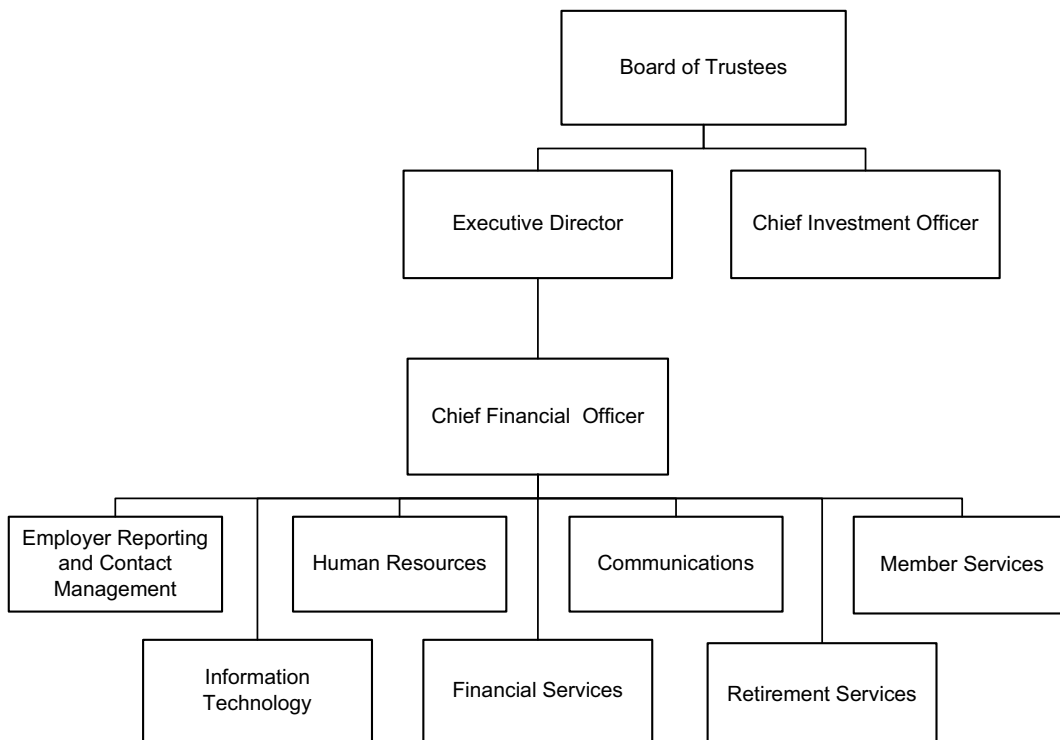 Board of Trustees
Executive Director
Chief Investment Officer
Chief Financial  Officer
Employer Reporting
and Contact
Management
Human Resources
Communications
Member Services
Information
Technology
Financial Services
Retirement Services